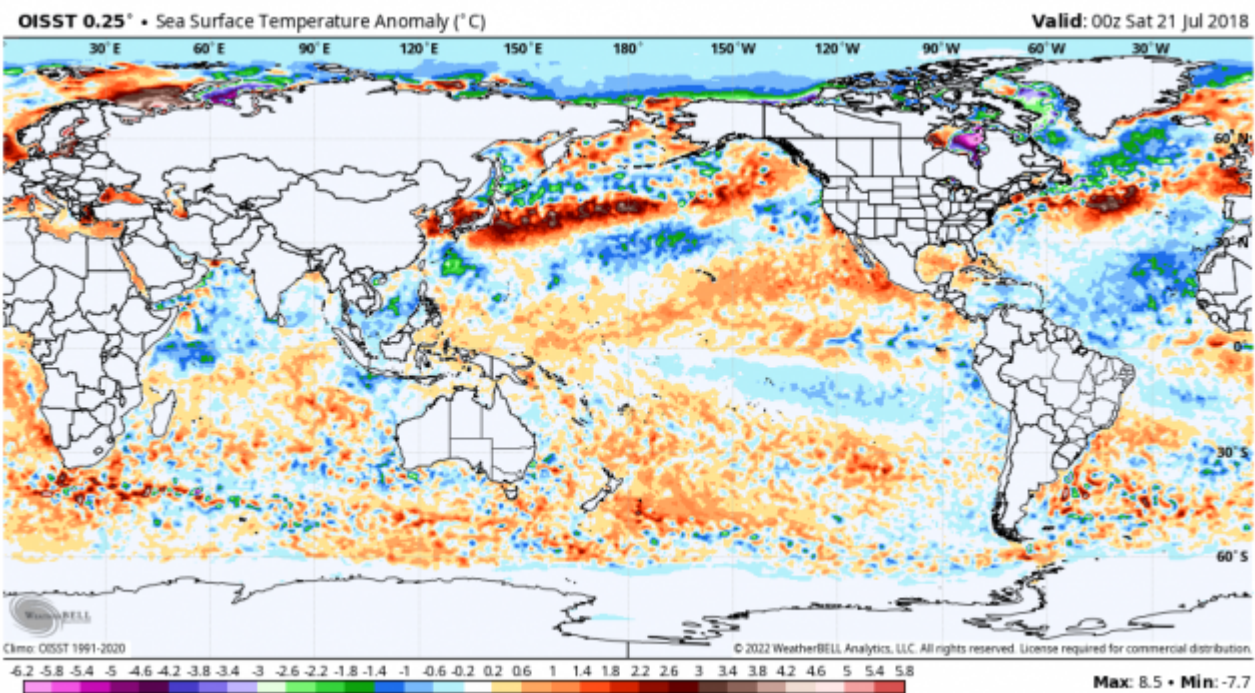 OISST 0.25° • Sea Surface Temperature Anomaly (°C)
Valid: 00z Sat 21 Jul 2018
30°E 60°E 90°E 120°E 150°E 180° 150°W 120°W 90°W 60°W 30°W
60°N
30°N
0°
30°S
60°S
WeatherBELL
Climo: OISST 1991-2020
© 2022 WeatherBELL Analytics, LLC. All rights reserved. License required for commercial distribution.
-6.2 -5.8 -5.4 -5 -4.6 -4.2 -3.8 -3.4 -3 -2.6 -2.2 -1.8 -1.4 -1 -0.6 -0.2 0.2 0.6 1 1.4 1.8 2.2 2.6 3 3.4 3.8 4.2 4.6 5 5.4 5.8
Max: 8.5 • Min: -7.7